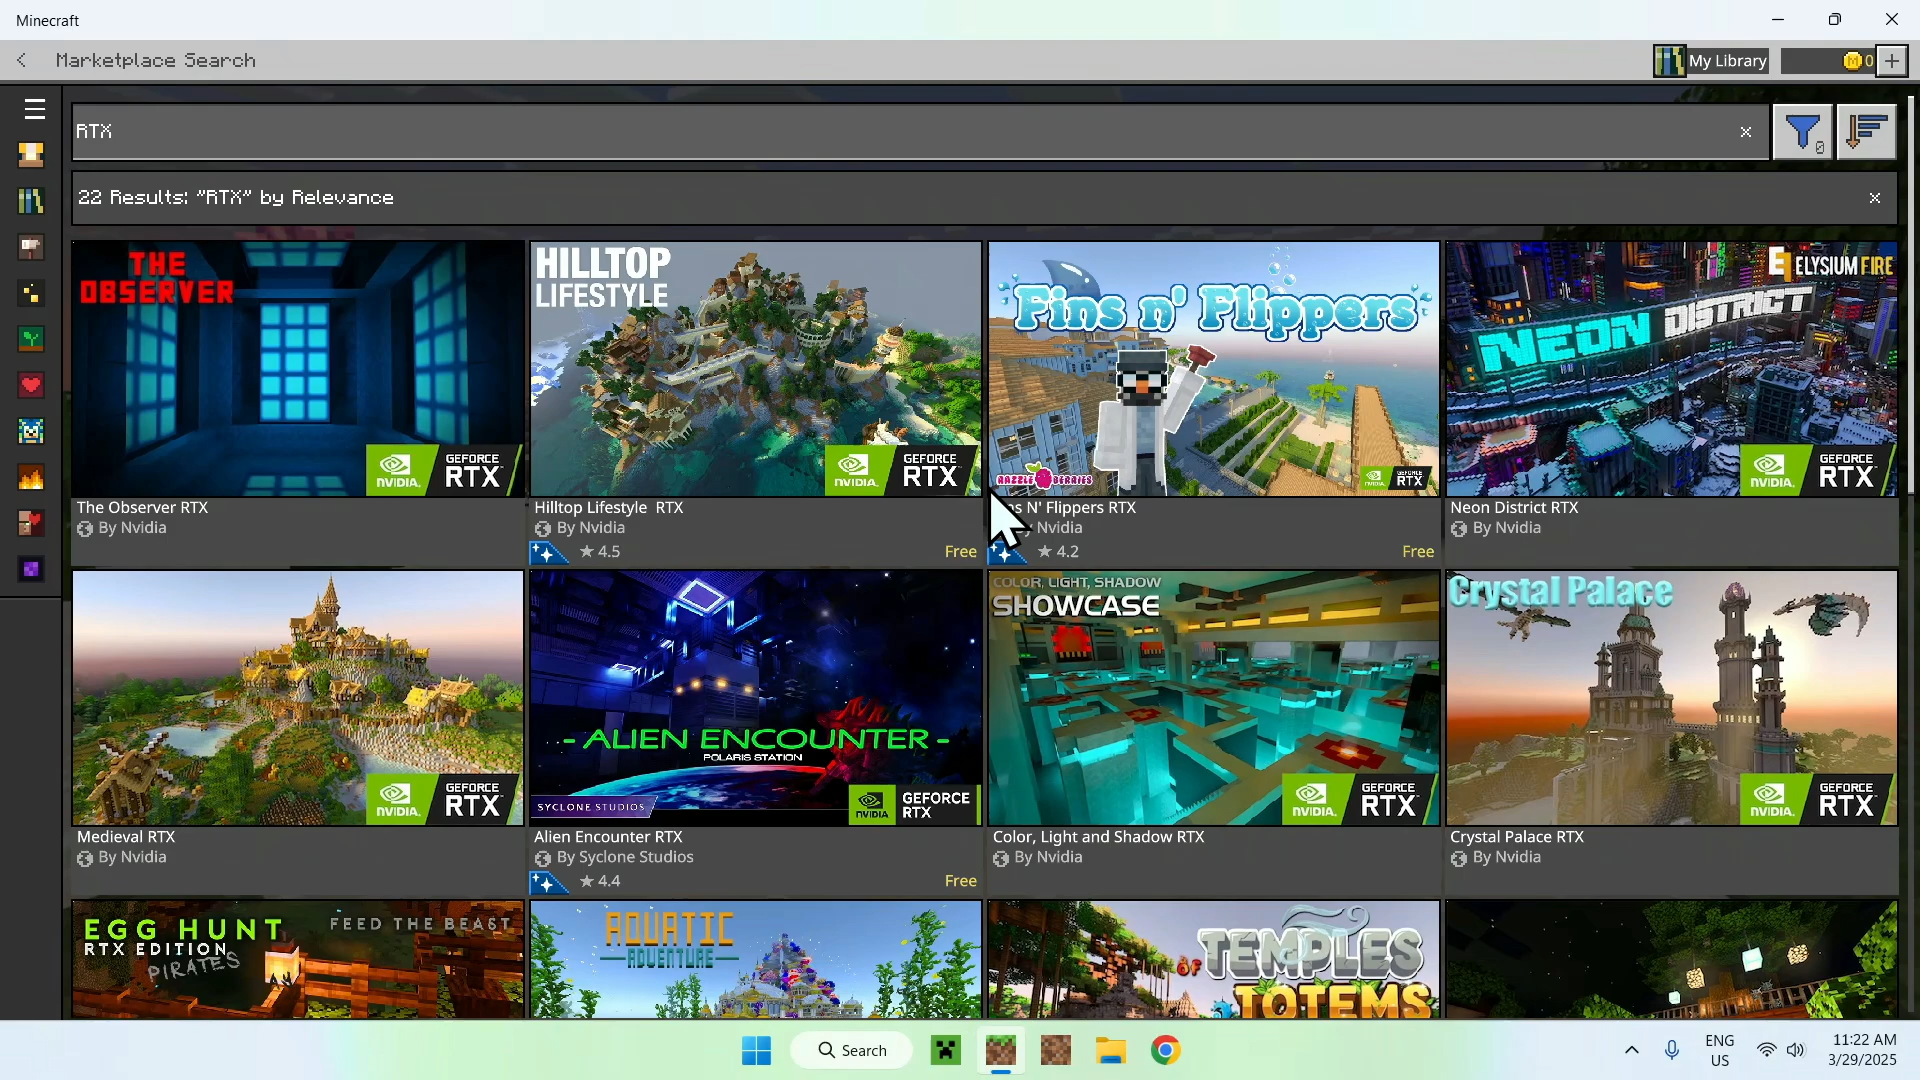 Minecraft
Marketplace Search
My Library
0
RTX
0
22 Results: "RTX" by Relevance
THE
OBSERVER
NVIDIA.
GEFORCE
RTX
The Observer RTX
By Nvidia
HILLTOP
LIFESTYLE
NVIDIA.
GEFORCE
RTX
Hilltop Lifestyle RTX
By Nvidia
4.5
Free
Fins n' Flippers
RAZZLEBERRIES
NVIDIA.
GEFORCE
RTX
N' Flippers RTX
Nvidia
4.2
Free
ELYSIUM FIRE
NEON DISTRICT
NVIDIA.
GEFORCE
RTX
Neon District RTX
By Nvidia
NVIDIA.
GEFORCE
RTX
Medieval RTX
By Nvidia
- ALIEN ENCOUNTER -
POLARIS STATION
SYCLONE STUDIOS
NVIDIA
GEFORCE
RTX
Alien Encounter RTX
By Syclone Studios
4.4
Free
COLOR, LIGHT, SHADOW
SHOWCASE
NVIDIA.
GEFORCE
RTX
Color, Light and Shadow RTX
By Nvidia
Crystal Palace
NVIDIA.
GEFORCE
RTX
Crystal Palace RTX
By Nvidia
EGG HUNT
RTX EDITION
PIRATES
FEED THE BEAST
AQUATIC
ADVENTURE
TEMPLES
OF
TOTEMS
Search
ENG
US
11:22 AM
3/29/2025